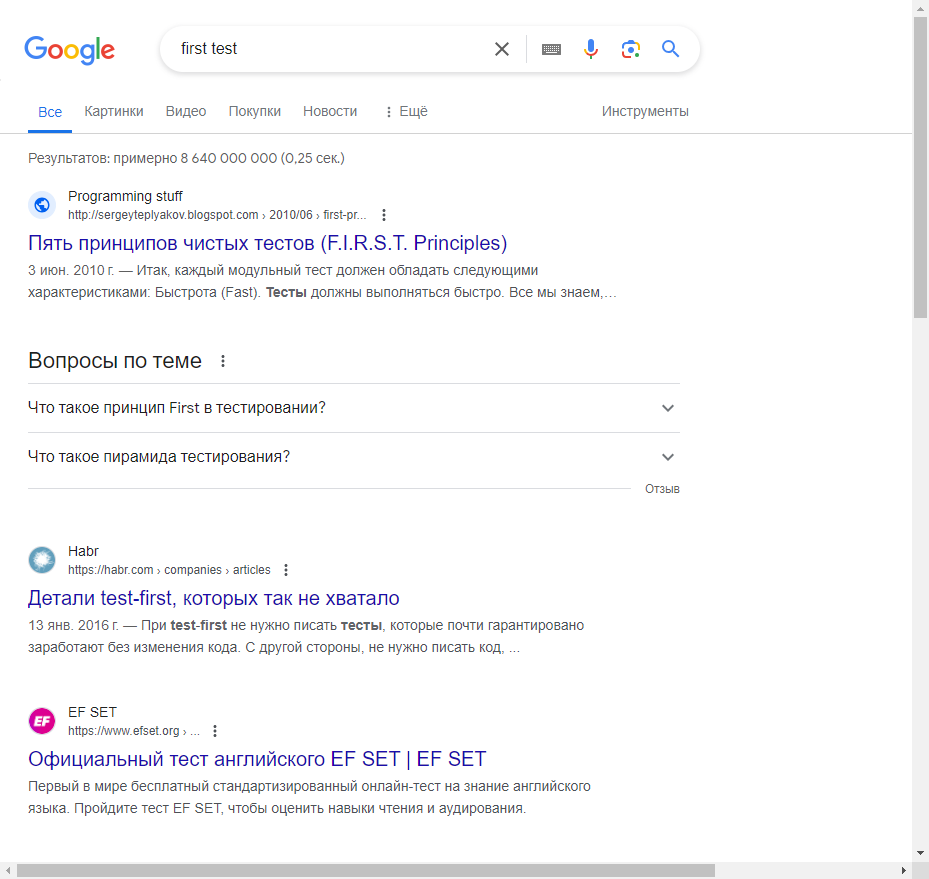 Google
first test
Все Картинки Видео Покупки Новости Ещё Инструменты
Результатов: примерно 8 640 000 000 (0,25 сек.)
Programming stuff
http://sergeyteplyakov.blogspot.com › 2010/06 › first-pr...
Пять принципов чистых тестов (F.I.R.S.T. Principles)
3 июн. 2010 г. — Итак, каждый модульный тест должен обладать следующими
характеристиками: Быстрота (Fast). Тесты должны выполняться быстро. Все мы знаем,...
Вопросы по теме
Что такое принцип First в тестировании?
Что такое пирамида тестирования?
Отзыв
Habr
https://habr.com › companies › articles
Детали test-first, которых так не хватало
13 янв. 2016 г. — При test-first не нужно писать тесты, которые почти гарантировано
заработают без изменения кода. С другой стороны, не нужно писать код, ...
EF
EF SET
https://www.efset.org › ...
Официальный тест английского EF SET | EF SET
Первый в мире бесплатный стандартизированный онлайн-тест на знание английского
языка. Пройдите тест EF SET, чтобы оценить навыки чтения и аудирования.